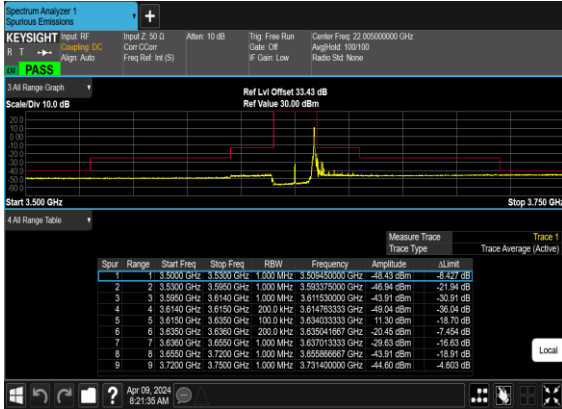 Spectrum Analyzer 1
Spurious Emissions
+
KEYSIGHT Input: RF Input Z: 50 Ω Atten: 10 dB Trig: Free Run Center Freq: 22.005000000 GHz
R T Coupling: DC Corr CCorr Gate: Off Avg|Hold: 100/100
Align: Auto Freq Ref: Int (S) IF Gain: Low Radio Std: None
LXI PASS
3 All Range Graph Ref Lvl Offset 33.43 dB
Scale/Div 10.0 dB Ref Value 30.00 dBm
20.0
10.0
0.00
-10.0
-20.0
-30.0
-40.0
-50.0
-60.0
Start 3.500 GHz Stop 3.750 GHz
4 All Range Table
Measure Trace Trace 1
Trace Type Trace Average (Active)
Spur Range Start Freq Stop Freq RBW Frequency Amplitude ΔLimit
1 1 3.5000 GHz 3.5300 GHz 1.000 MHz 3.509450000 GHz -48.43 dBm -8.427 dB
2 2 3.5300 GHz 3.5950 GHz 1.000 MHz 3.593375000 GHz -46.94 dBm -21.94 dB
3 3 3.5950 GHz 3.6140 GHz 1.000 MHz 3.611530000 GHz -43.91 dBm -30.91 dB
4 4 3.6140 GHz 3.6150 GHz 200.0 kHz 3.614763333 GHz -49.04 dBm -36.04 dB
5 5 3.6150 GHz 3.6350 GHz 100.0 kHz 3.634033333 GHz 11.30 dBm -18.70 dB
6 6 3.6350 GHz 3.6360 GHz 200.0 kHz 3.635041667 GHz -20.45 dBm -7.454 dB
7 7 3.6360 GHz 3.6550 GHz 1.000 MHz 3.637013333 GHz -29.63 dBm -16.63 dB
8 8 3.6550 GHz 3.7200 GHz 1.000 MHz 3.655866667 GHz -43.91 dBm -18.91 dB
9 9 3.7200 GHz 3.7500 GHz 1.000 MHz 3.731400000 GHz -44.60 dBm -4.603 dB
Local
? Apr 09, 2024
8:21:35 AM